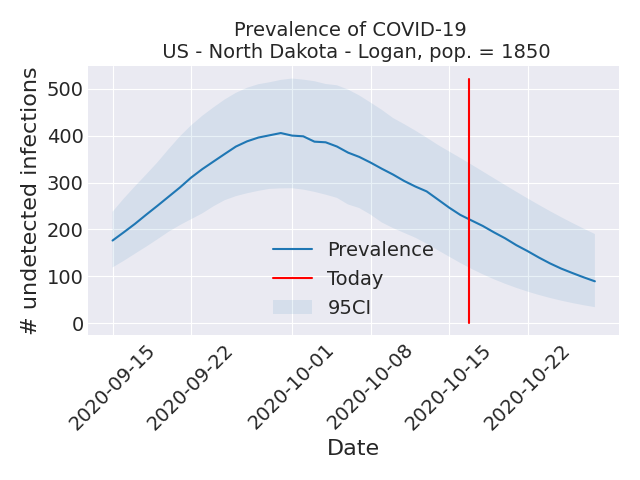 Prevalence of COVID-19
US - North Dakota - Logan, pop. = 1850
# undetected infections
500
400
300
200
100
0
Prevalence
Today
95CI
2020-09-15
2020-09-22
2020-10-01
2020-10-08
2020-10-15
2020-10-22
Date